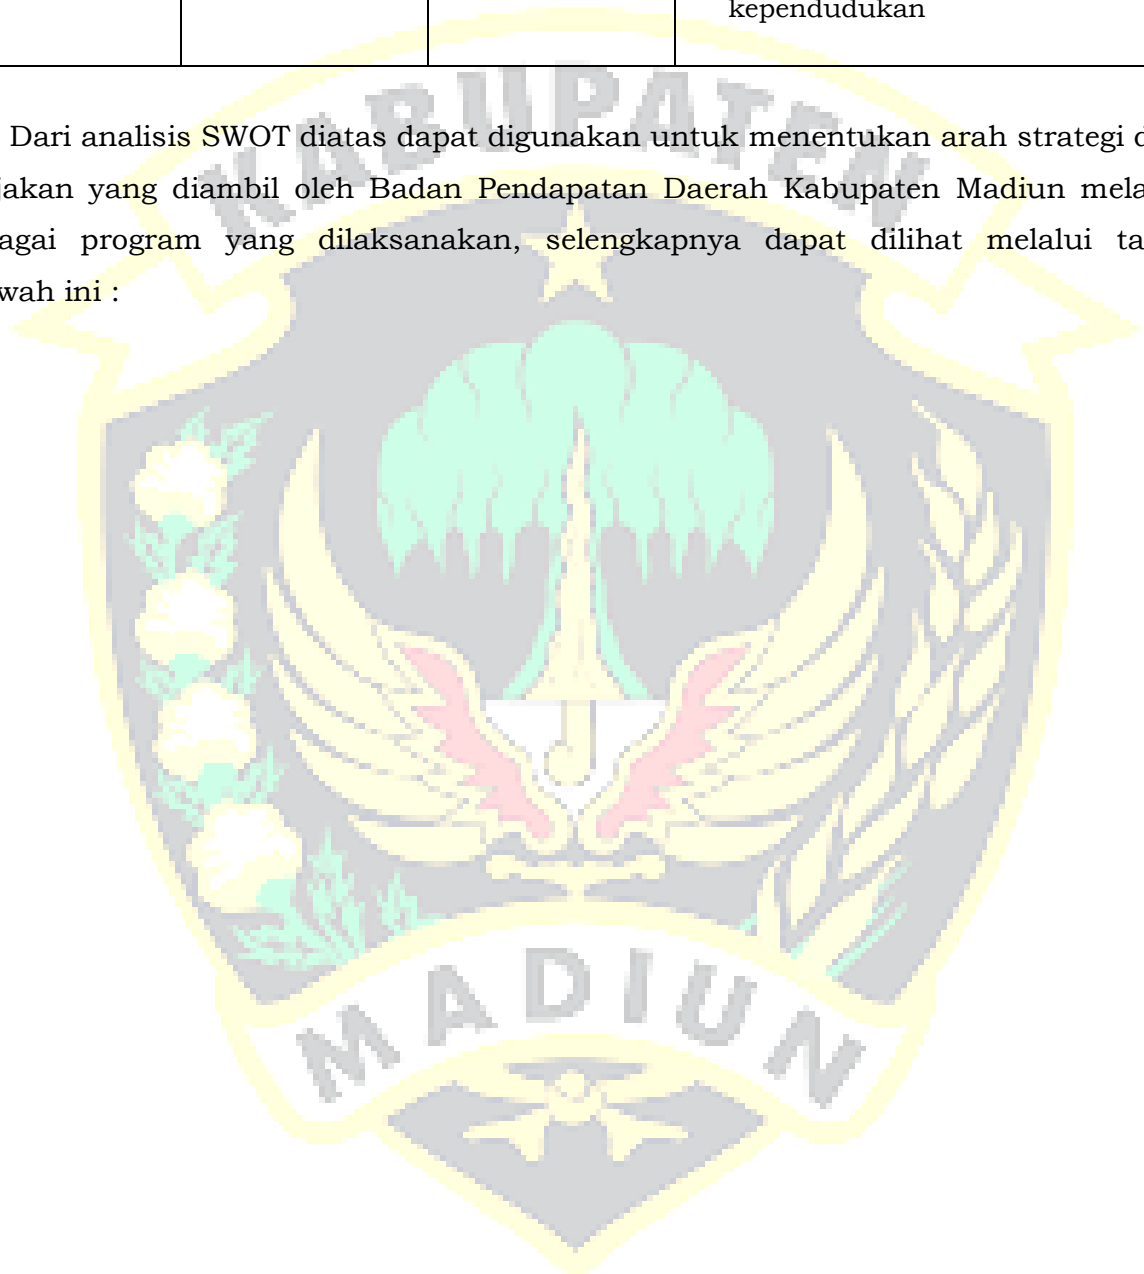 kependudukan
KABUPATEN
Dari analisis SWOT diatas dapat digunakan untuk menentukan arah strategi d
jakan yang diambil oleh Badan Pendapatan Daerah Kabupaten Madiun mela
agai program yang dilaksanakan, selengkapnya dapat dilihat melalui ta
wah ini :
MADIUN